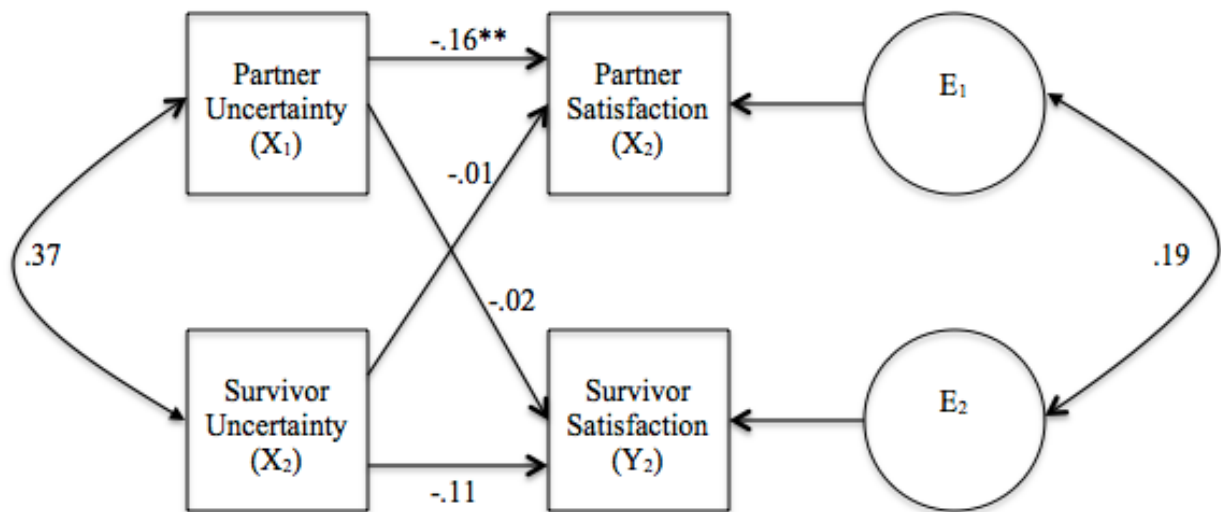 -.16**
Partner
Uncertainty
(X₁)
Partner
Satisfaction
(X₂)
E₁
-.01
.37
.19
-.02
Survivor
Uncertainty
(X₂)
Survivor
Satisfaction
(Y₂)
E₂
-.11